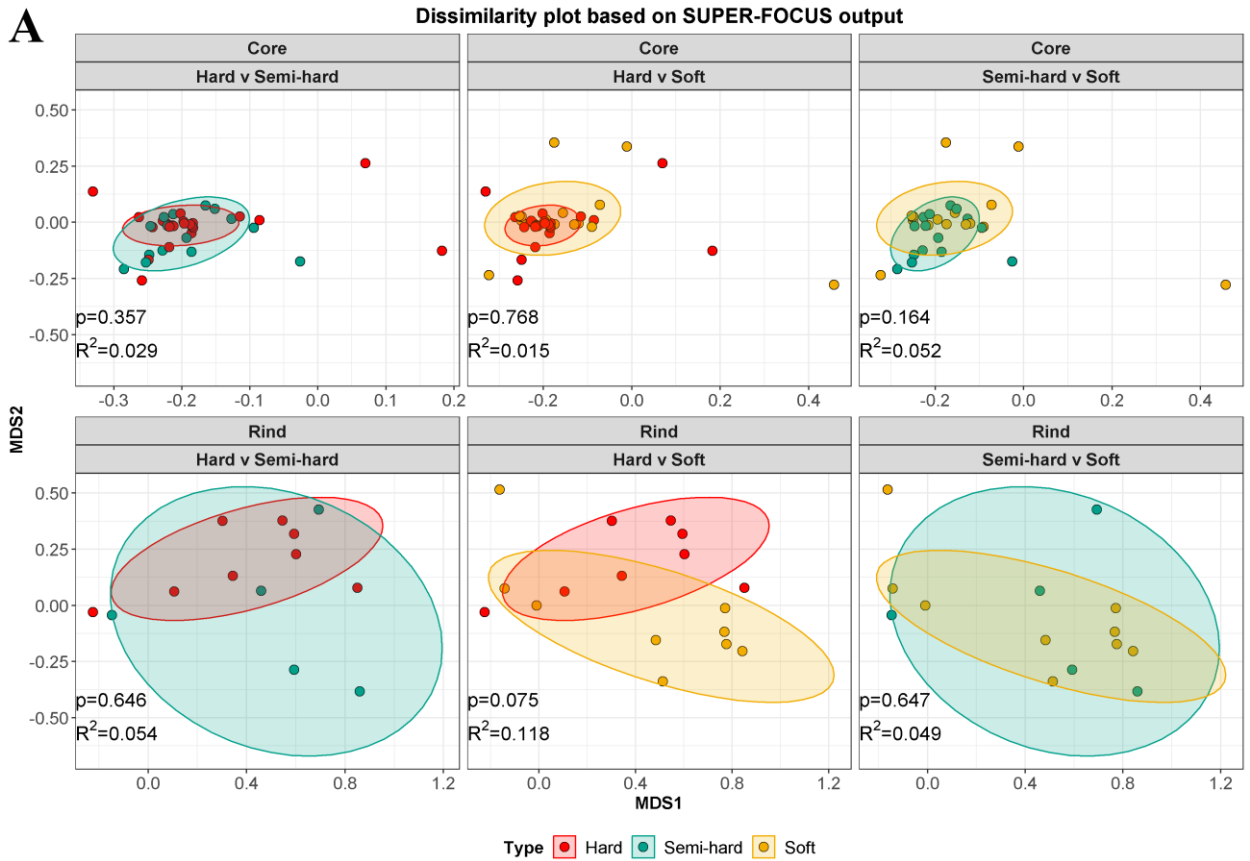 A
Dissimilarity plot based on SUPER-FOCUS output
Core
Core
Core
Hard v Semi-hard
Hard v Soft
Semi-hard v Soft
0.50
0.25
0.00
-0.25
-0.50
p=0.357
R²=0.029
p=0.768
R²=0.015
p=0.164
R²=0.052
-0.3 -0.2 -0.1 0.0 0.1 0.2
-0.2 0.0 0.2 0.4
-0.2 0.0 0.2 0.4
MDS2
Rind
Rind
Rind
Hard v Semi-hard
Hard v Soft
Semi-hard v Soft
0.50
0.25
0.00
-0.25
-0.50
p=0.646
R²=0.054
p=0.075
R²=0.118
p=0.647
R²=0.049
0.0 0.4 0.8 1.2
0.0 0.4 0.8 1.2
0.0 0.4 0.8 1.2
MDS1
Type Hard Semi-hard Soft